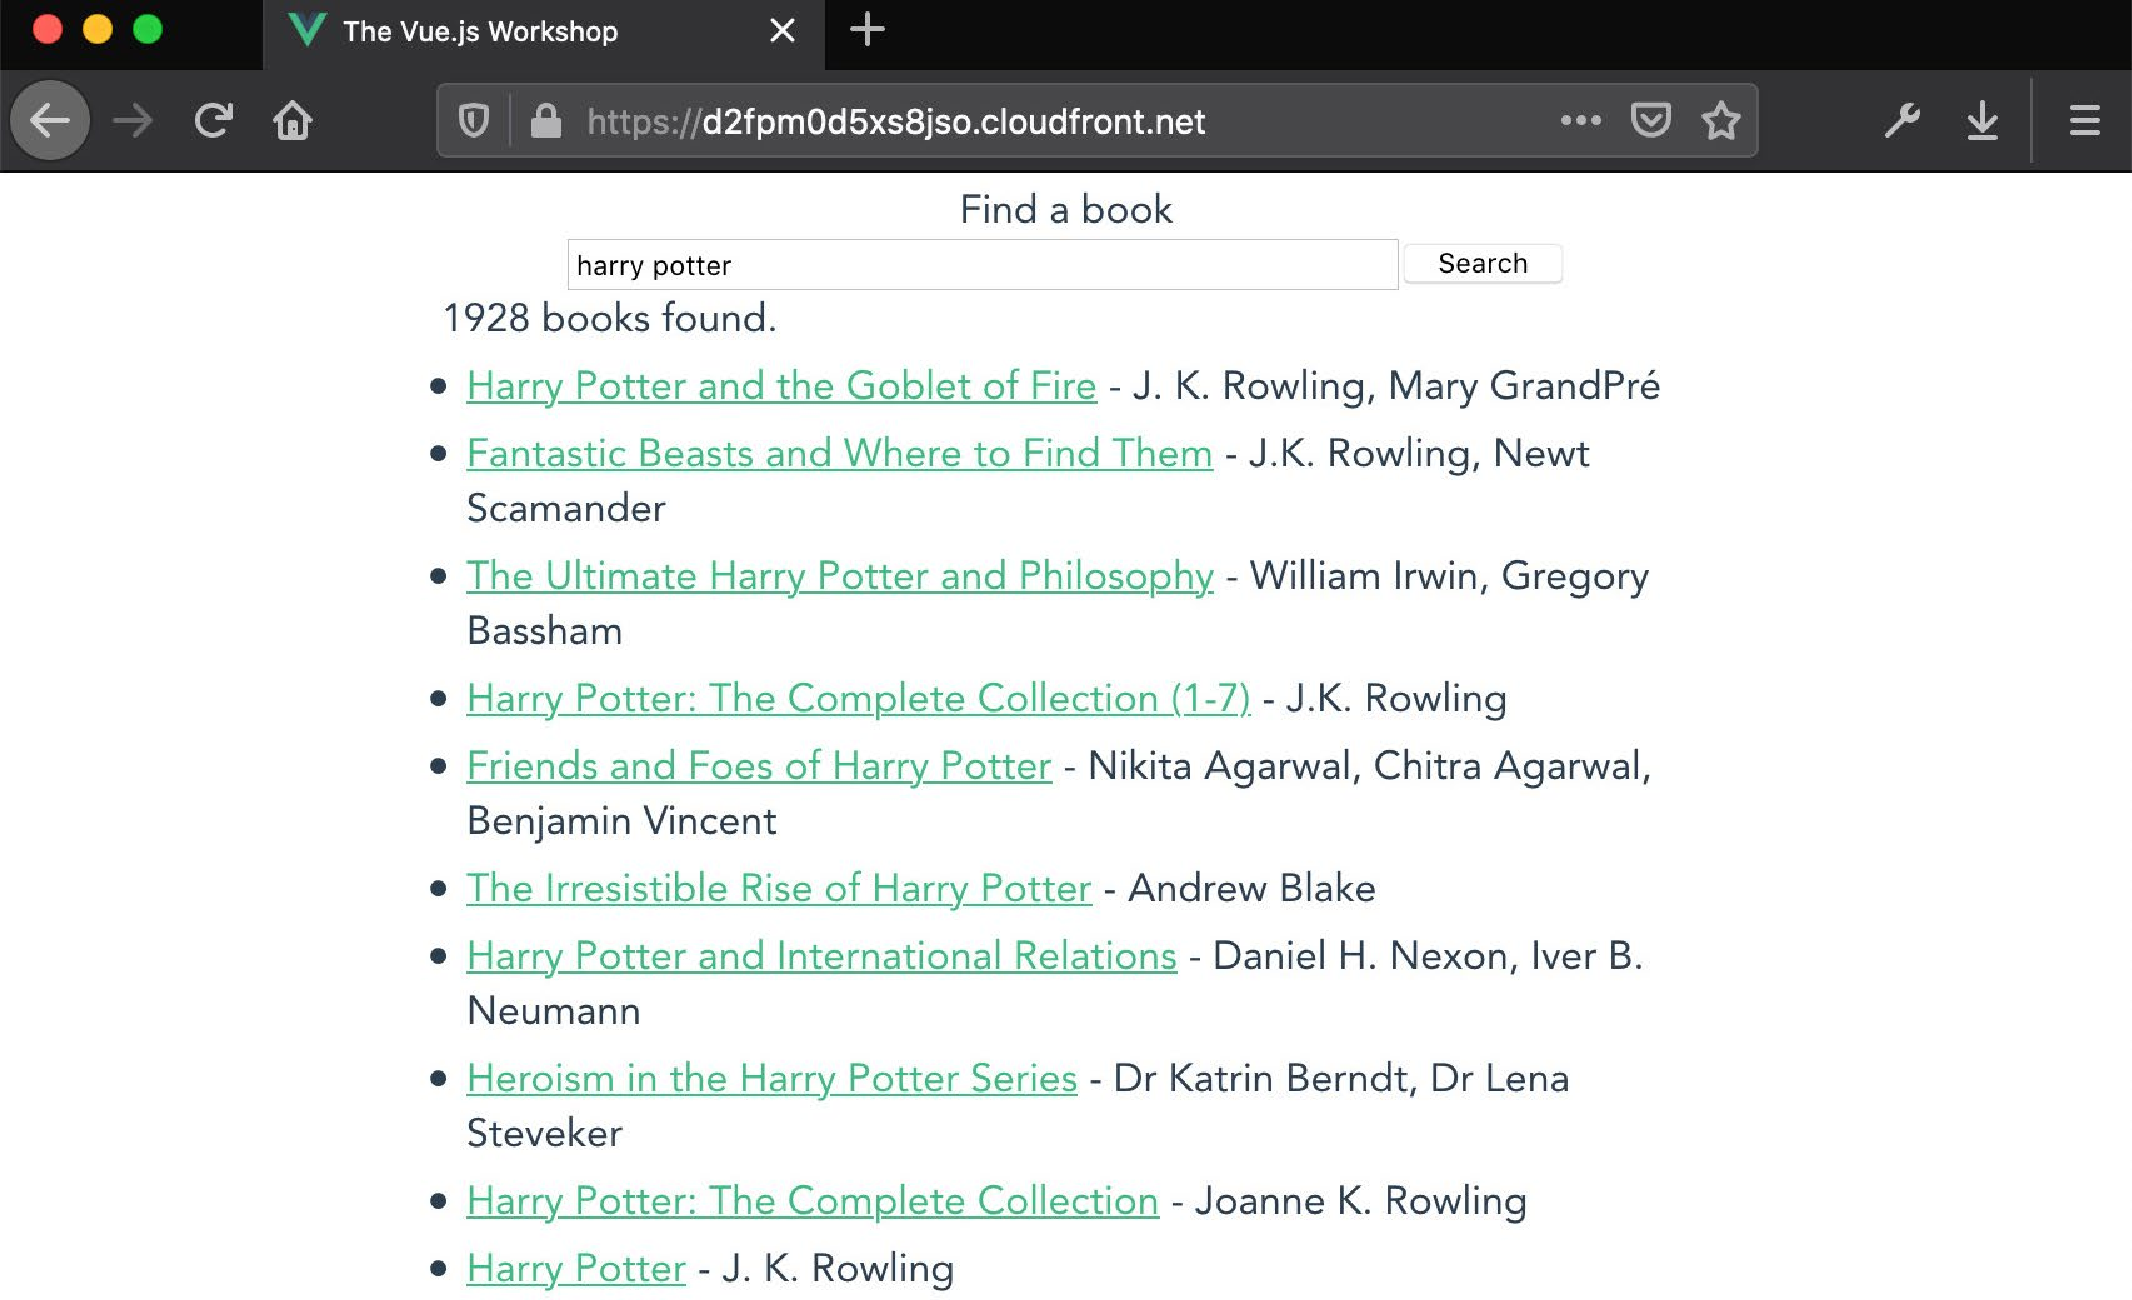 The Vue.js Workshop
https://d2fpm0d5xs8jso.cloudfront.net
Find a book
harry potter Search
1928 books found.
• Harry Potter and the Goblet of Fire - J. K. Rowling, Mary GrandPré
• Fantastic Beasts and Where to Find Them - J.K. Rowling, Newt
Scamander
• The Ultimate Harry Potter and Philosophy - William Irwin, Gregory
Bassham
• Harry Potter: The Complete Collection (1-7) - J.K. Rowling
• Friends and Foes of Harry Potter - Nikita Agarwal, Chitra Agarwal,
Benjamin Vincent
• The Irresistible Rise of Harry Potter - Andrew Blake
• Harry Potter and International Relations - Daniel H. Nexon, Iver B.
Neumann
• Heroism in the Harry Potter Series - Dr Katrin Berndt, Dr Lena
Steveker
• Harry Potter: The Complete Collection - Joanne K. Rowling
• Harry Potter - J. K. Rowling